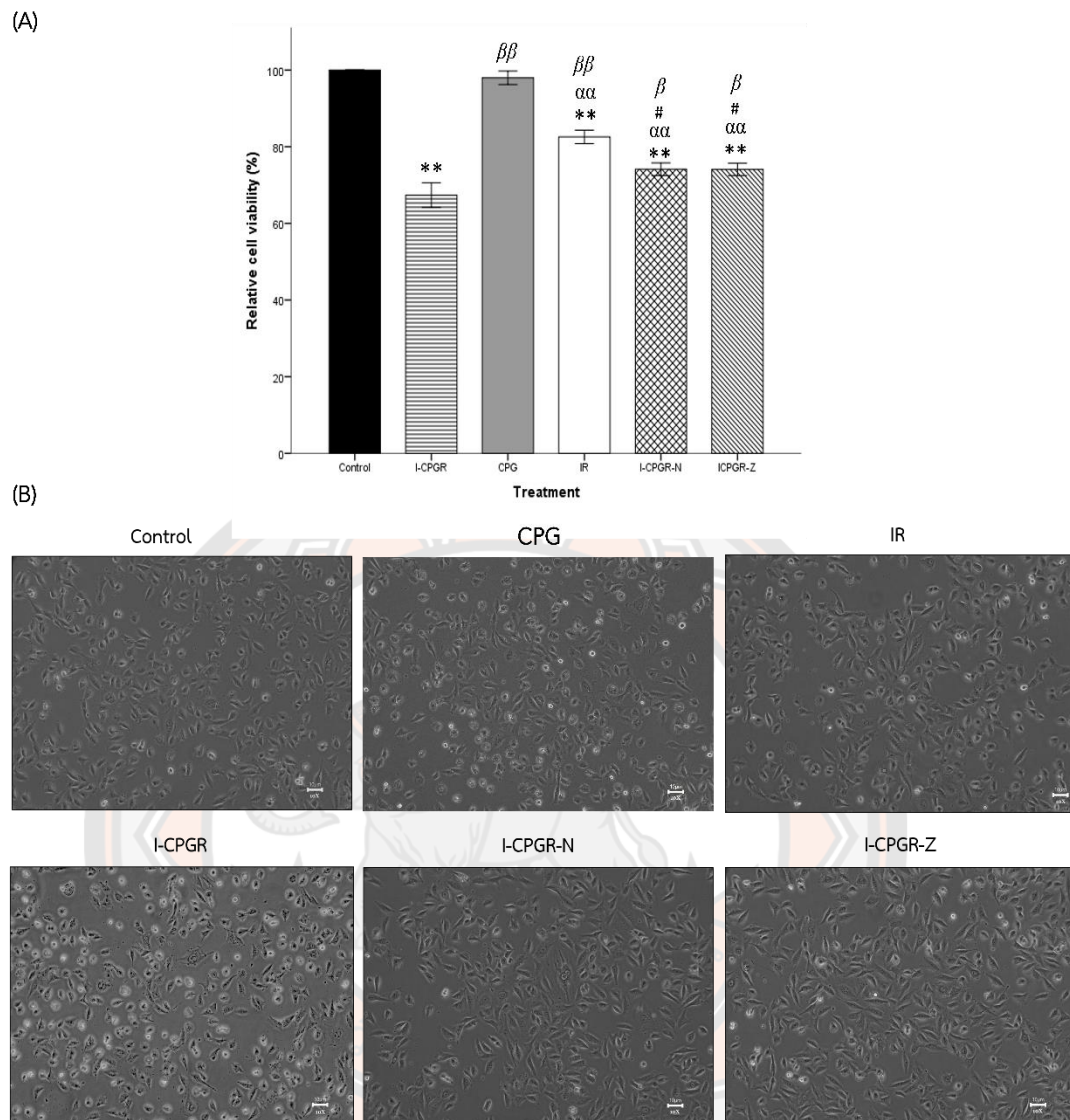 (A)
Relative cell viability (%)
100
80
60
40
20
0
**
ββ
ββ
αα
**
β
#
αα
**
β
#
αα
**
Control I-CPGR CPG IR I-CPGR-N ICPGR-Z
Treatment
(B)
Control CPG IR
I-CPGR I-CPGR-N I-CPGR-Z